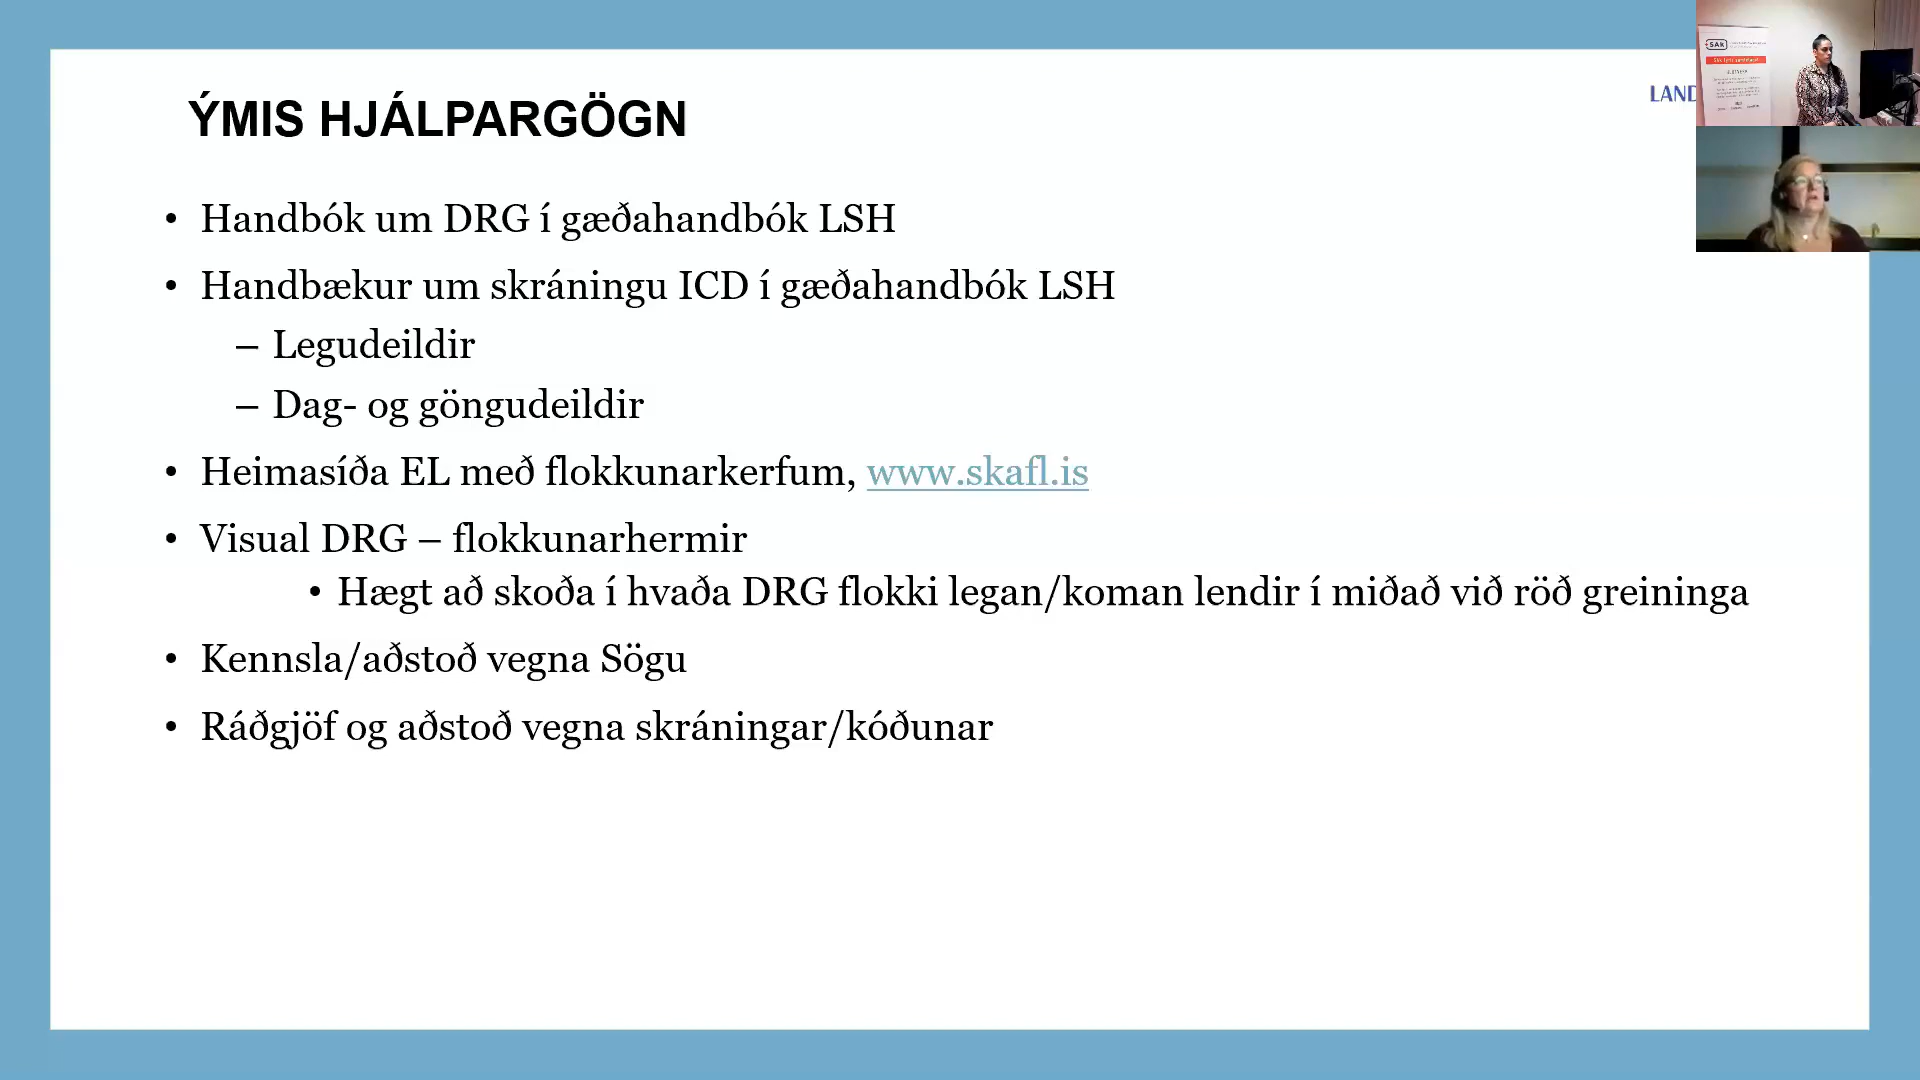 ÝMIS HJÁLPARGÖGN
LAND
SAk
• Handbók um DRG í gæðahandbók LSH
• Handbækur um skráningu ICD í gæðahandbók LSH
– Legudeildir
– Dag- og göngudeildir
• Heimasíða EL með flokkunarkerfum, www.skafl.is
• Visual DRG – flokkunarhermir
• Hægt að skoða í hvaða DRG flokki legan/koman lendir í miðað við röð greininga
• Kennsla/aðstoð vegna Sögu
• Ráðgjöf og aðstoð vegna skráningar/kóðunar